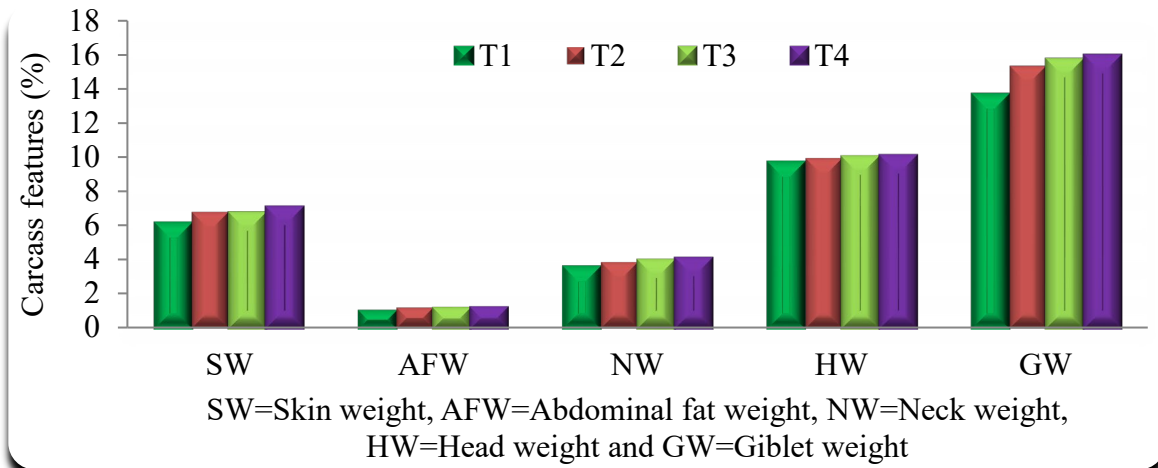 Carcass features (%)
18
16
14
12
10
8
6
4
2
0
T1 T2 T3 T4
SW AFW NW HW GW
SW=Skin weight, AFW=Abdominal fat weight, NW=Neck weight,
HW=Head weight and GW=Giblet weight